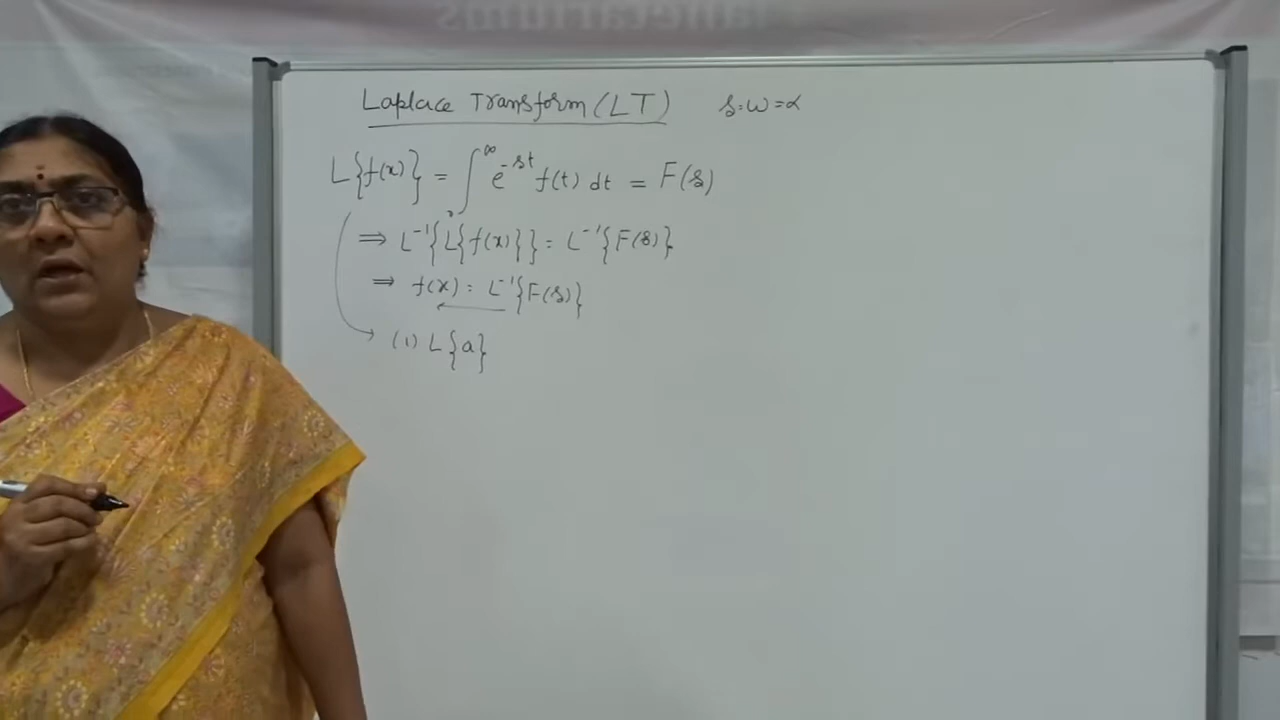 Laplace Transform (LT) s=w=α
L{f(x)} = ∫₀^∞ e^{-st} f(t) dt = F(s)
⇒ L⁻¹{L{f(x)}} = L⁻¹{F(s)}
⇒ f(x) = L⁻¹{F(s)}
(1) L{a}